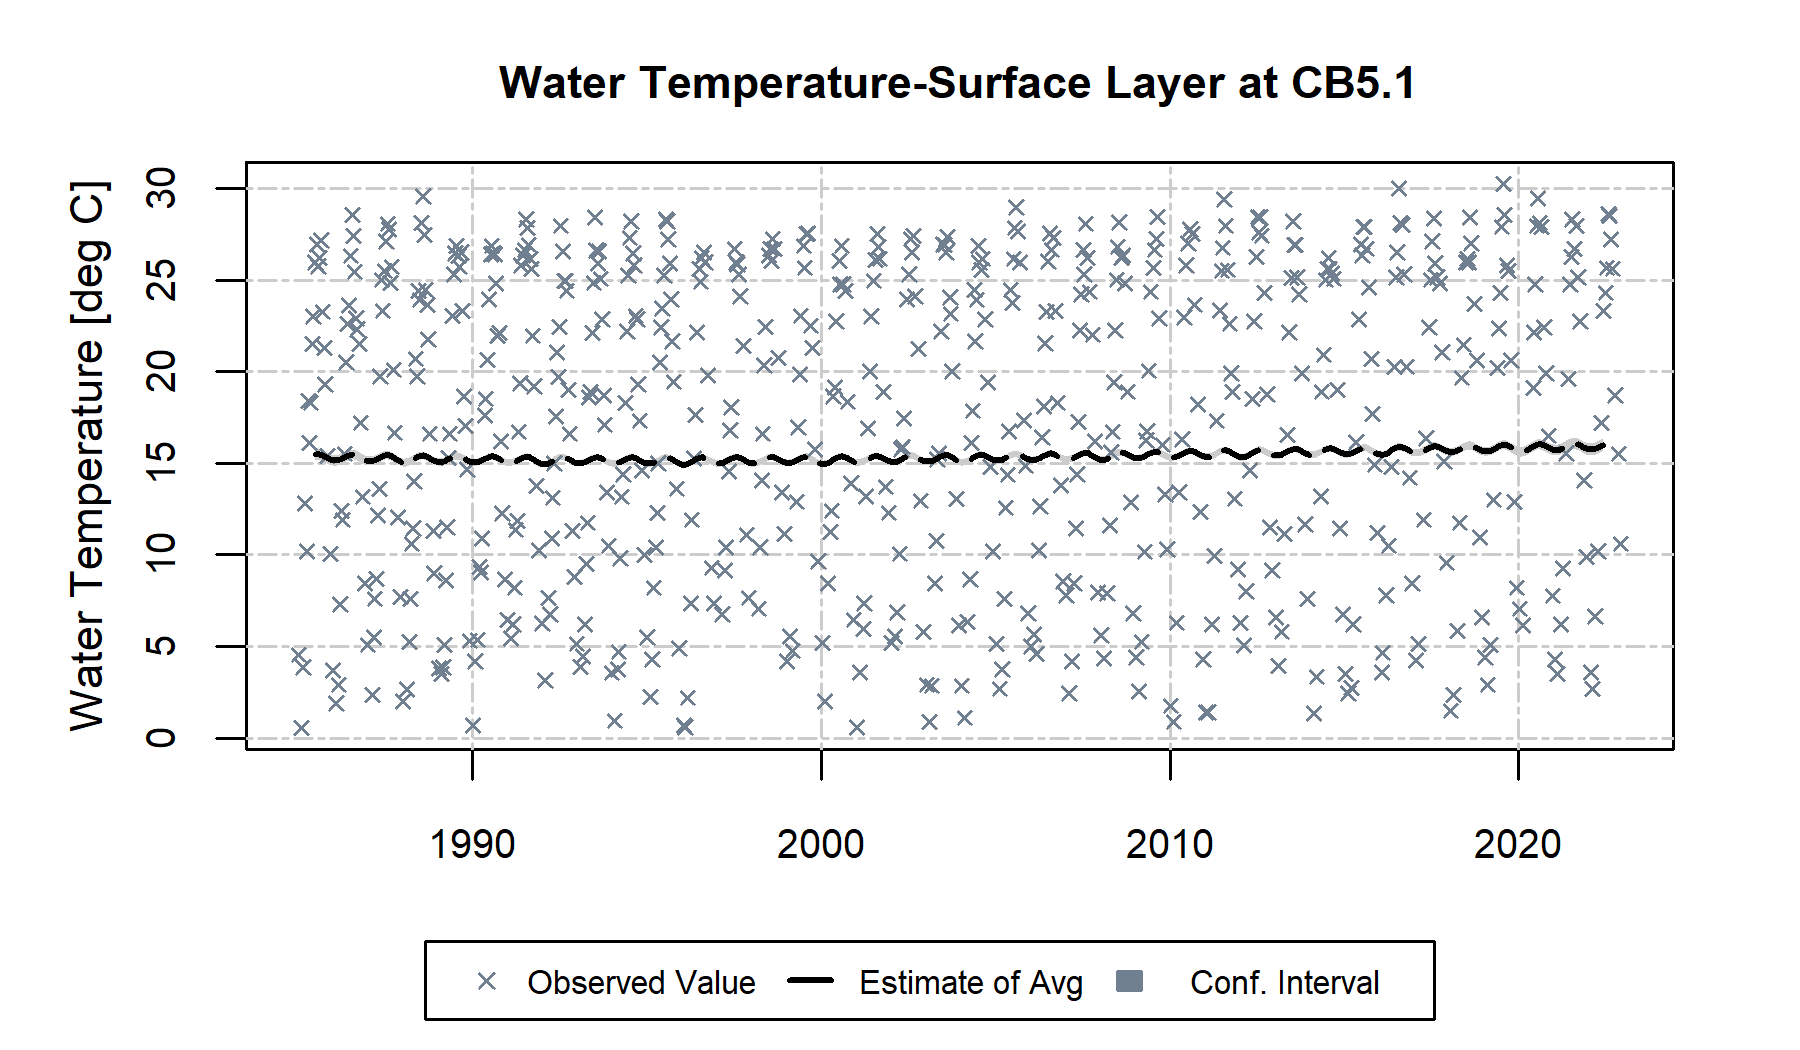 Water Temperature-Surface Layer at CB5.1
Water Temperature [deg C]
30
25
20
15
10
5
0
1990 2000 2010 2020
Observed Value Estimate of Avg Conf. Interval